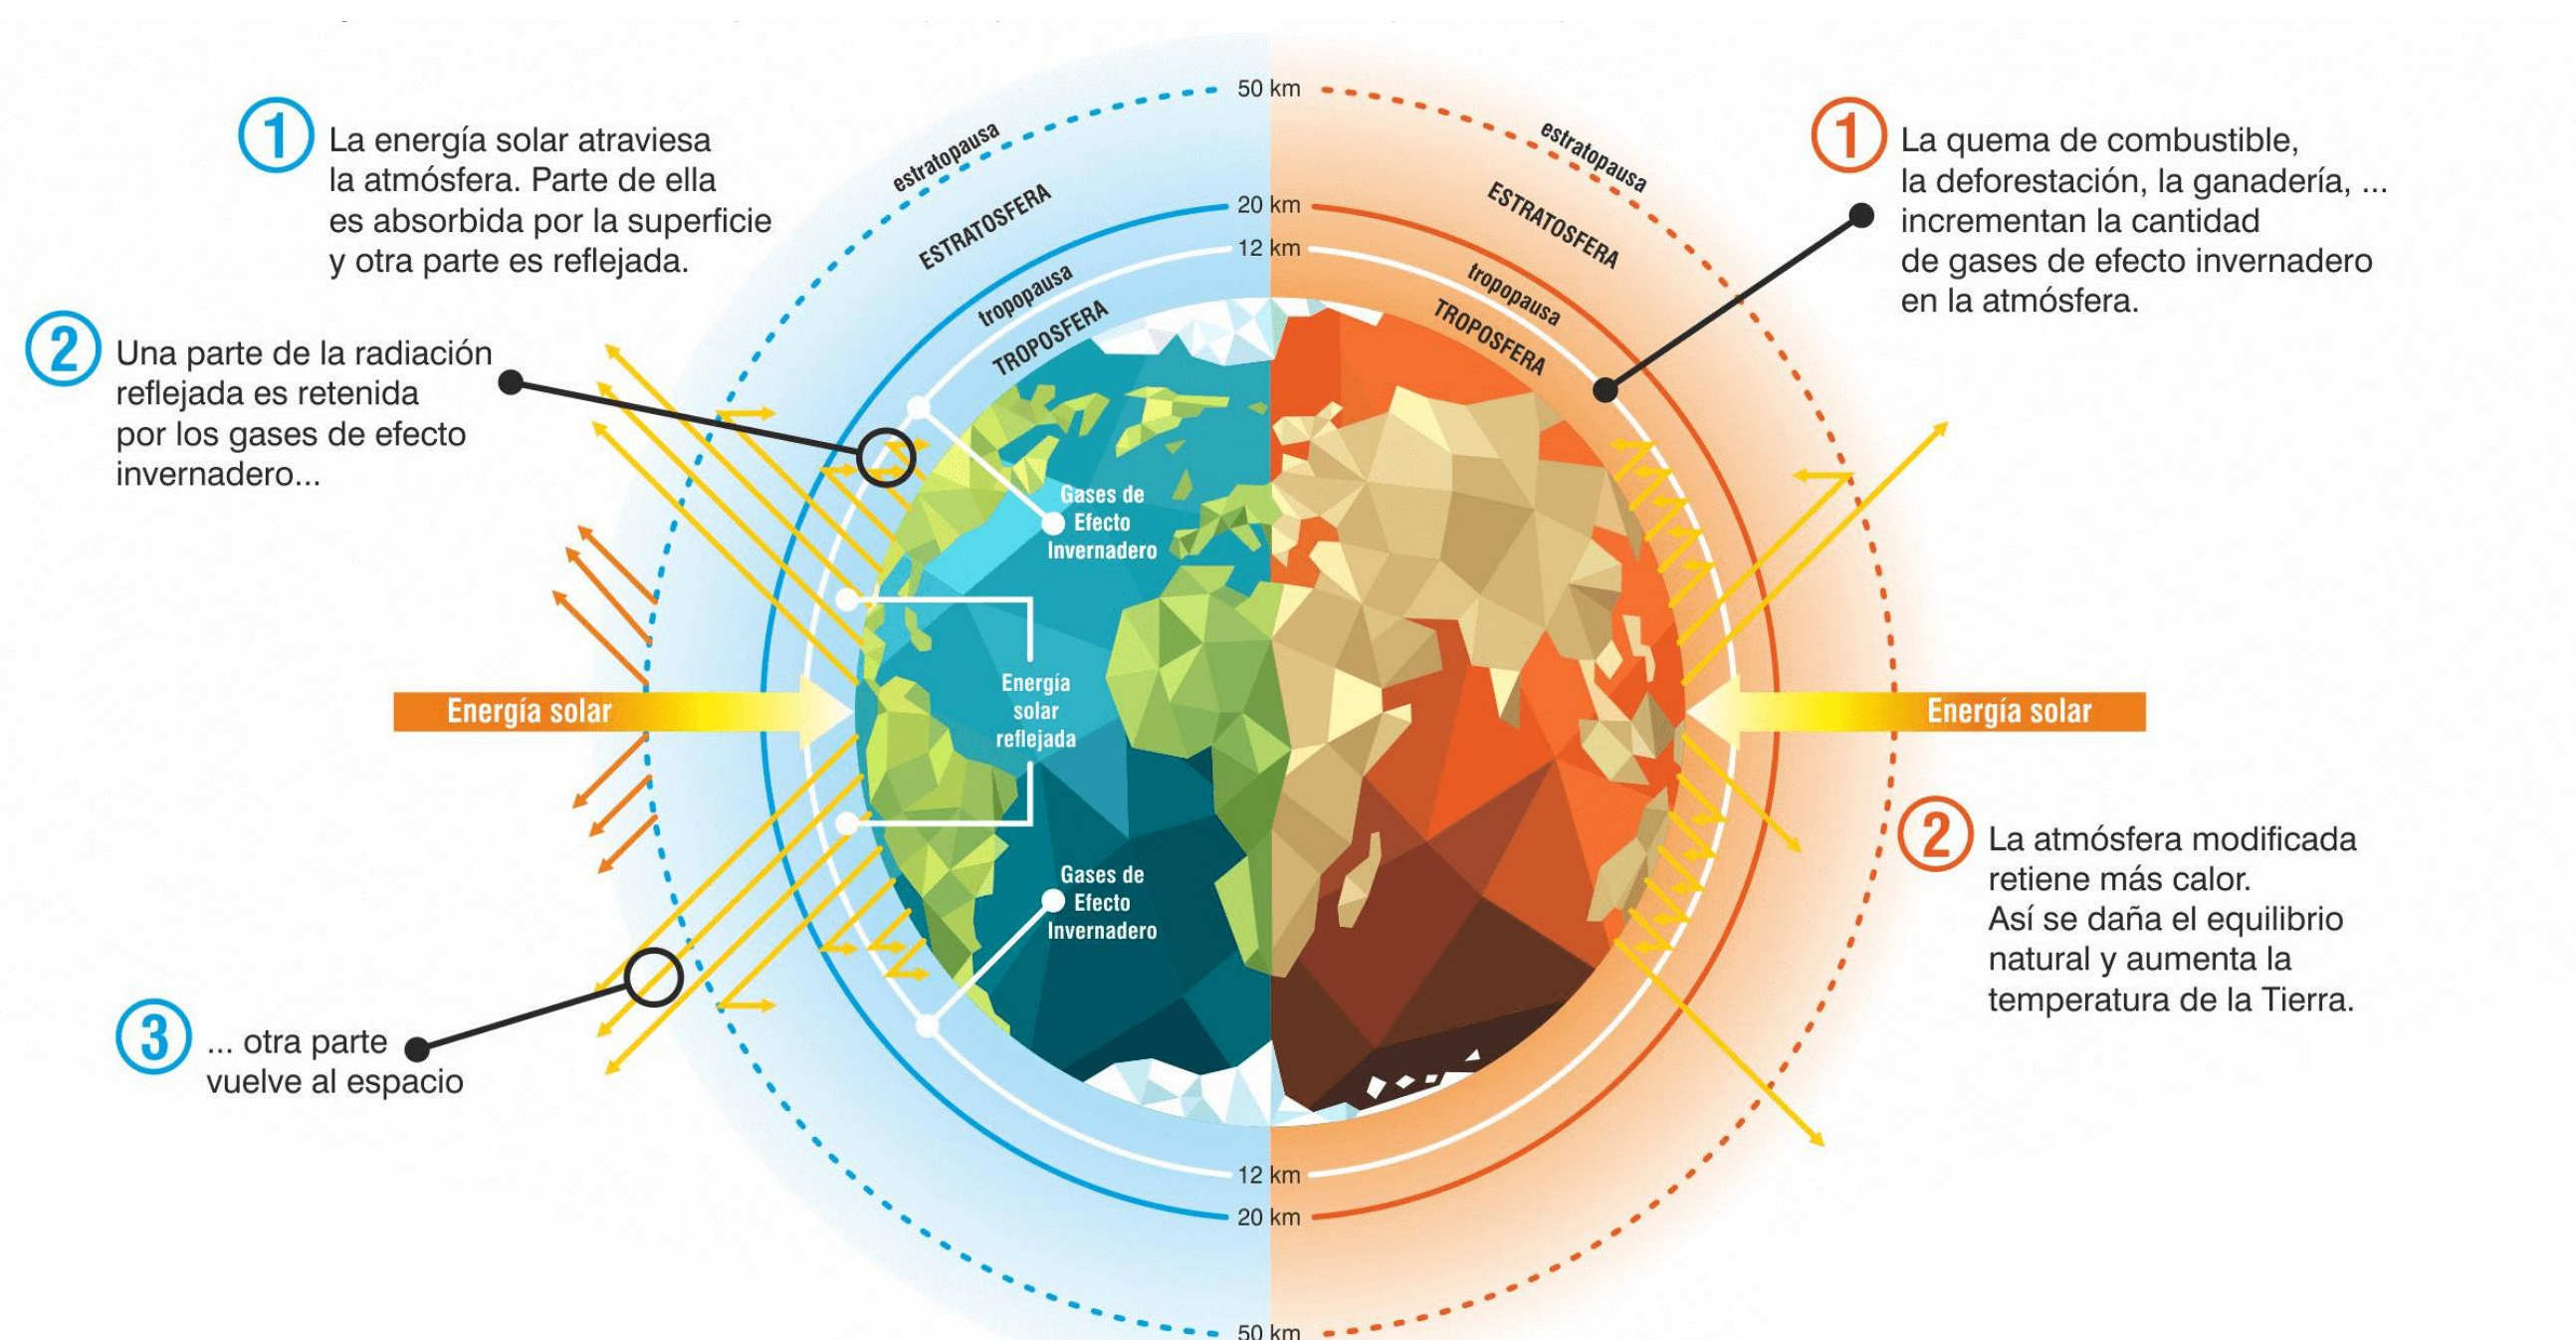 1
La energía solar atraviesa
la atmósfera. Parte de ella
es absorbida por la superficie
y otra parte es reflejada.
2
Una parte de la radiación
reflejada es retenida
por los gases de efecto
invernadero...
3
... otra parte
vuelve al espacio
Energía solar
50 km
20 km
12 km
estratopausa
ESTRATOSFERA
tropopausa
TROPOSFERA
Gases de
Efecto
Invernadero
Energía
solar
reflejada
Gases de
Efecto
Invernadero
12 km
20 km
50 km
estratopausa
ESTRATOSFERA
tropopausa
TROPOSFERA
1
La quema de combustible,
la deforestación, la ganadería, ...
incrementan la cantidad
de gases de efecto invernadero
en la atmósfera.
Energía solar
2
La atmósfera modificada
retiene más calor.
Así se daña el equilibrio
natural y aumenta la
temperatura de la Tierra.